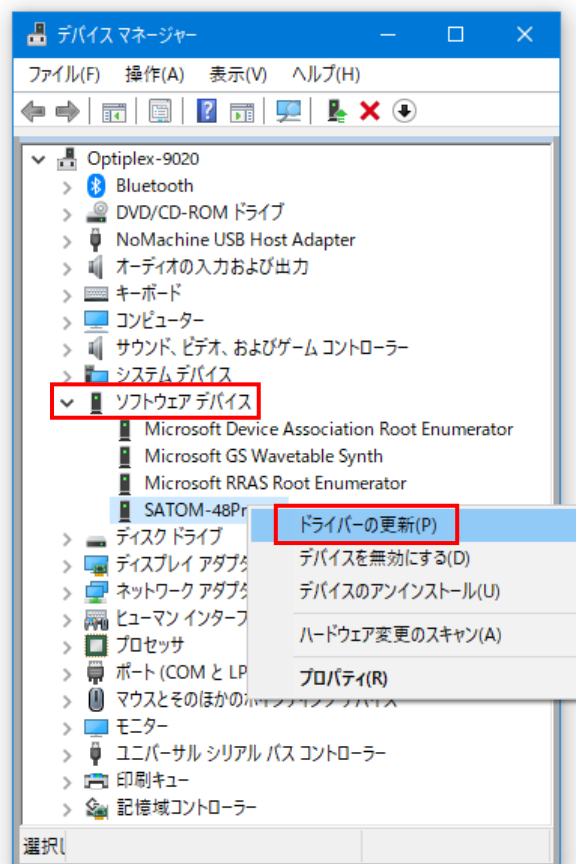 デバイス マネージャー
ファイル(F) 操作(A) 表示(V) ヘルプ(H)
Optiplex-9020
Bluetooth
DVD/CD-ROM ドライブ
NoMachine USB Host Adapter
オーディオの入力および出力
キーボード
コンピューター
サウンド、ビデオ、およびゲーム コントローラー
システム デバイス
ソフトウェア デバイス
Microsoft Device Association Root Enumerator
Microsoft GS Wavetable Synth
Microsoft RRAS Root Enumerator
SATOM-48Pr
ドライバーの更新(P)
デバイスを無効にする(D)
デバイスのアンインストール(U)
ハードウェア変更のスキャン(A)
プロパティ(R)
ディスク ドライブ
ディスプレイ アダプ
ネットワーク アダプ
ヒューマン インターフ
プロセッサ
ポート (COM と LP
マウスとそのほかのポインティング デバイス
モニター
ユニバーサル シリアル バス コントローラー
印刷キュー
記憶域コントローラー
選択